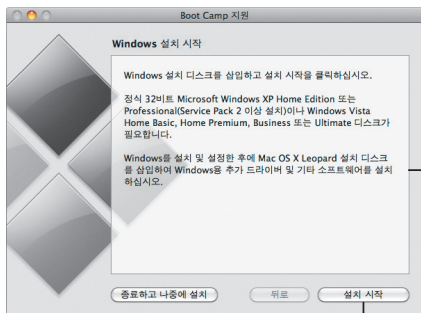 Boot Camp 지원
Windows 설치 시작
Windows 설치 디스크를 삽입하고 설치 시작을 클릭하십시오.
정식 32비트 Microsoft Windows XP Home Edition 또는
Professional(Service Pack 2 이상 설치)이나 Windows Vista
Home Basic, Home Premium, Business 또는 Ultimate 디스크가
필요합니다.
Windows를 설치 및 설정한 후에 Mac OS X Leopard 설치 디스크
를 삽입하여 Windows용 추가 드라이버 및 기타 소프트웨어를 설치
하십시오.
종료하고 나중에 설치
뒤로
설치 시작